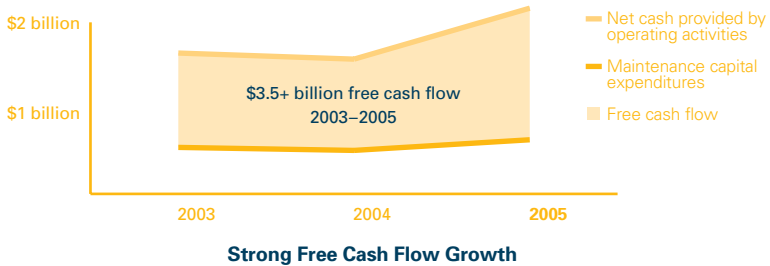 $2 billion
$1 billion
$3.5+ billion free cash flow
2003–2005
Net cash provided by
operating activities
Maintenance capital
expenditures
Free cash flow
2003
2004
2005
Strong Free Cash Flow Growth